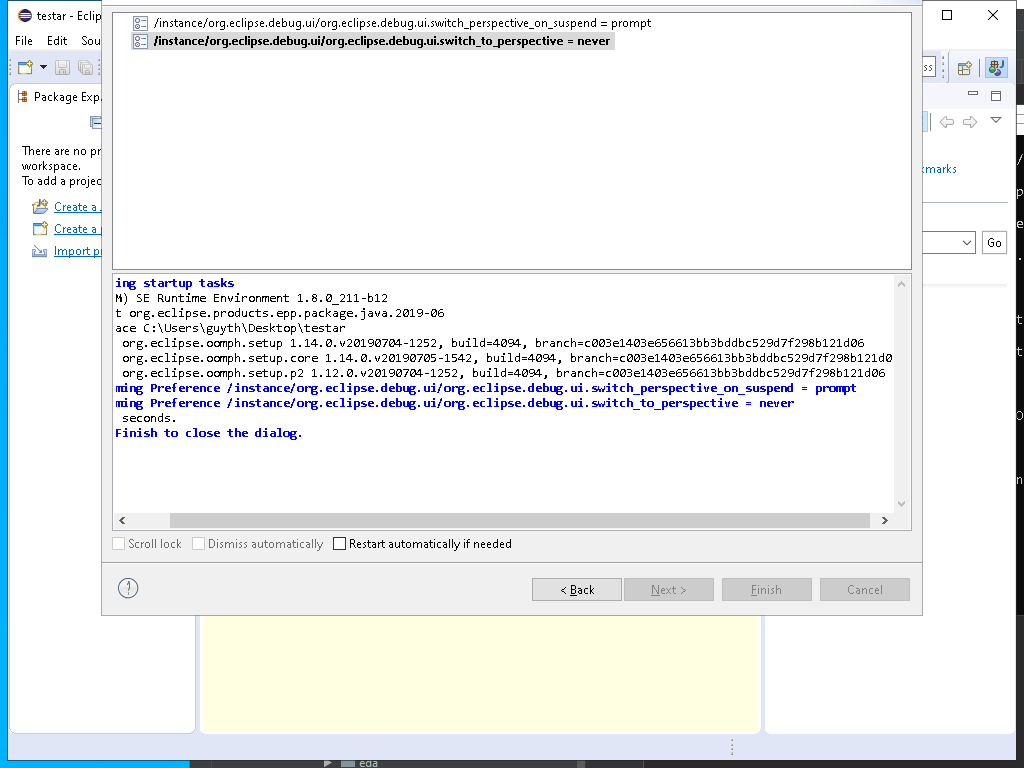 testar - Eclip
/instance/org.eclipse.debug.ui/org.eclipse.debug.ui.switch_perspective_on_suspend = prompt
/instance/org.eclipse.debug.ui/org.eclipse.debug.ui.switch_to_perspective = never
File Edit Sou
ss
Package Exp
There are no pr
workspace.
To add a projec
Create a
Create a
Import p
marks
Go
ing startup tasks
M) SE Runtime Environment 1.8.0_211-b12
t org.eclipse.products.epp.package.java.2019-06
ace C:\Users\guyth\Desktop\testar
org.eclipse.oomph.setup 1.14.0.v20190704-1252, build=4094, branch=c003e1403e656613bb3bddbc529d7f298b121d06
org.eclipse.oomph.setup.core 1.14.0.v20190705-1542, build=4094, branch=c003e1403e656613bb3bddbc529d7f298b121d0
org.eclipse.oomph.setup.p2 1.12.0.v20190704-1252, build=4094, branch=c003e1403e656613bb3bddbc529d7f298b121d06
ming Preference /instance/org.eclipse.debug.ui/org.eclipse.debug.ui.switch_perspective_on_suspend = prompt
ming Preference /instance/org.eclipse.debug.ui/org.eclipse.debug.ui.switch_to_perspective = never
seconds.
Finish to close the dialog.
Scroll lock Dismiss automatically Restart automatically if needed
< Back Next > Finish Cancel
eda